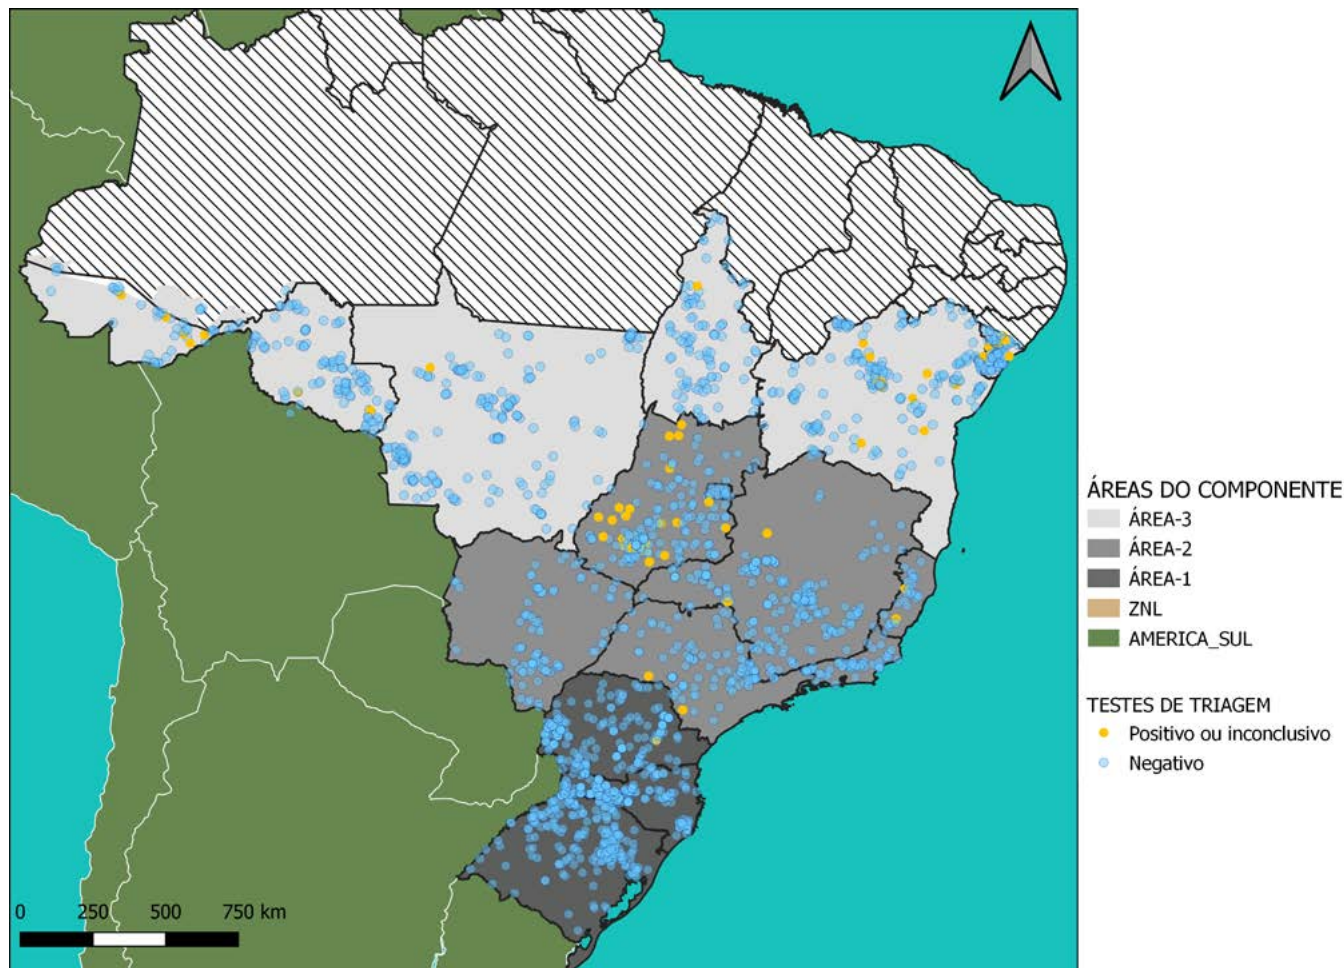 ÁREAS DO COMPONENTE
ÁREA-3
ÁREA-2
ÁREA-1
ZNL
AMERICA_SUL
TESTES DE TRIAGEM
Positivo ou inconclusivo
Negativo
0 250 500 750 km